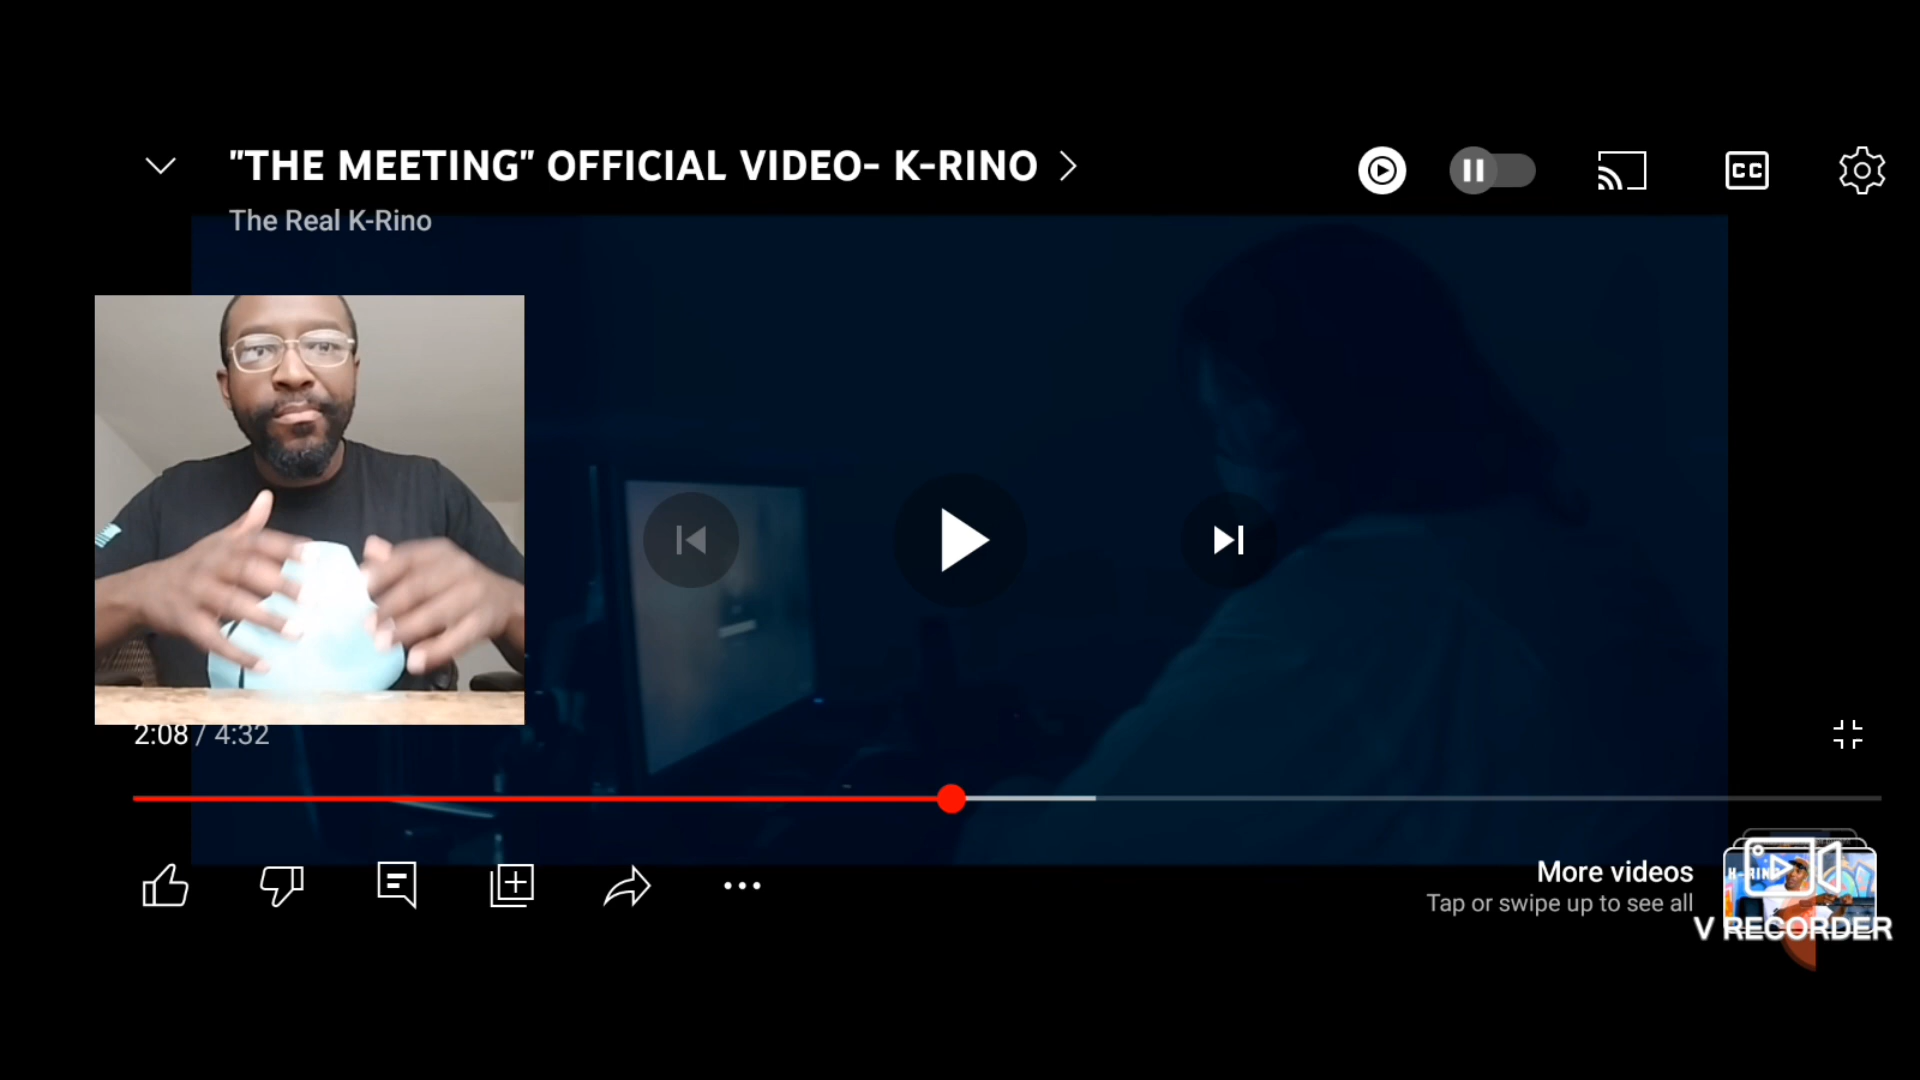 "THE MEETING" OFFICIAL VIDEO- K-RINO
The Real K-Rino
CC
2:08 / 4:32
More videos
Tap or swipe up to see all
K-RINO
V RECORDER